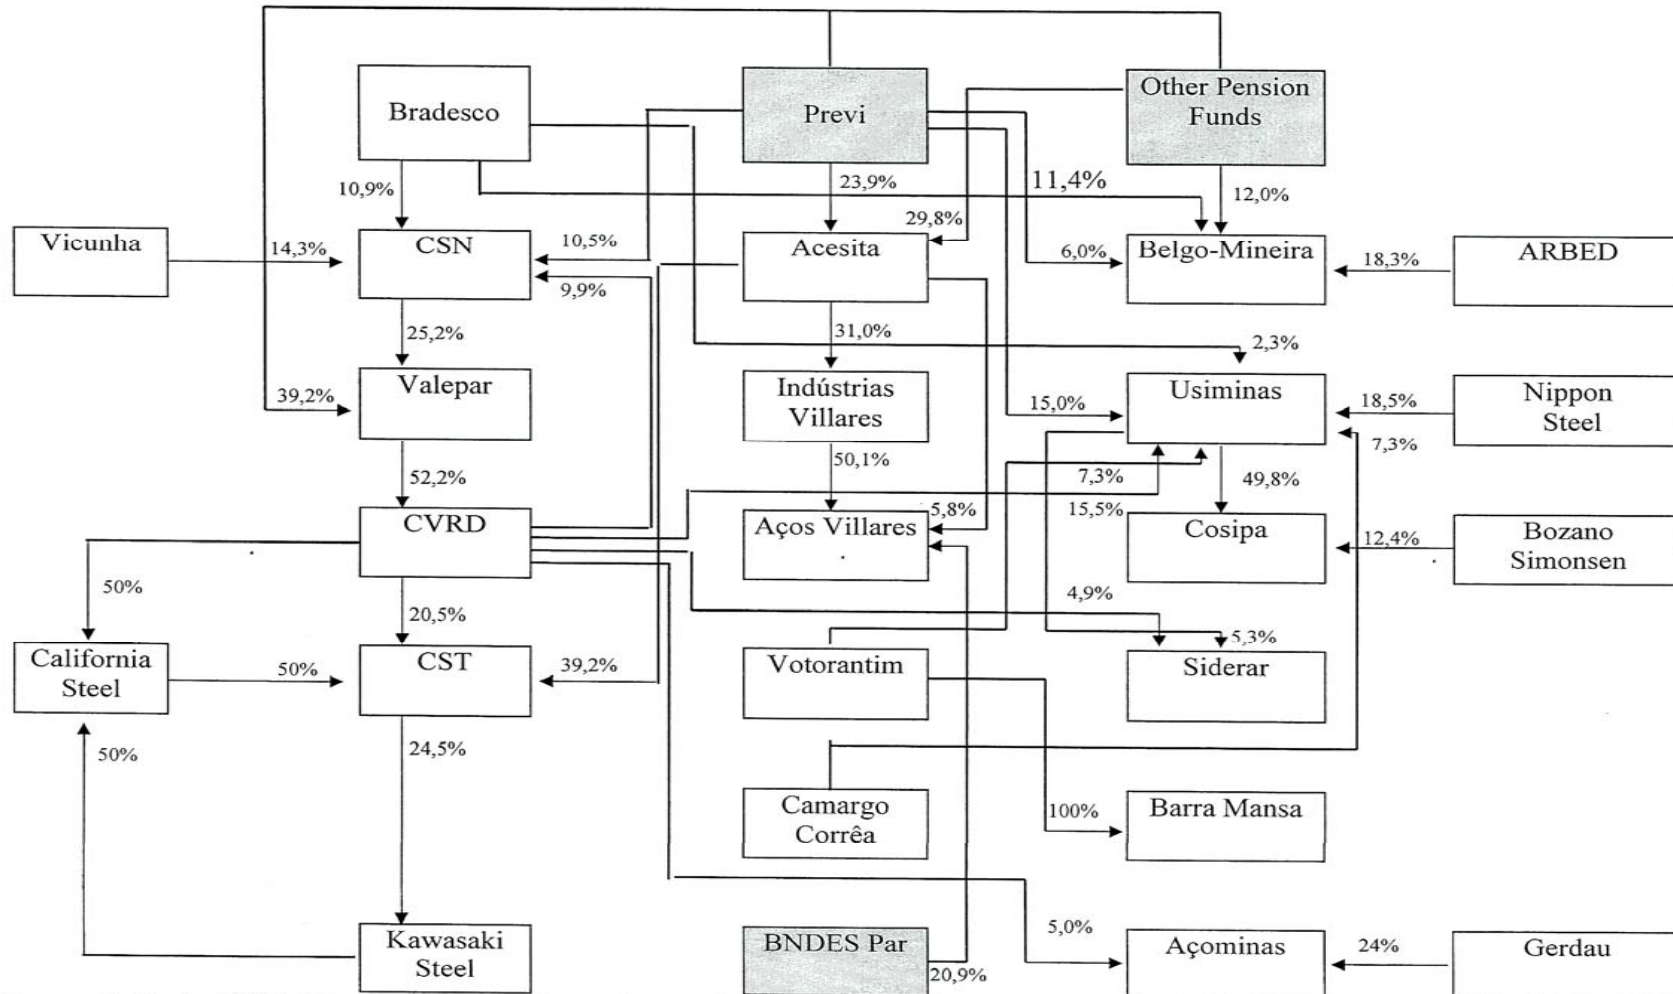 Bradesco
Previ
Other Pension
Funds
10,9%
23,9%
11,4%
12,0%
Vicunha
14,3%
CSN
10,5%
9,9%
Acesita
29,8%
6,0%
Belgo-Mineira
18,3%
ARBED
25,2%
31,0%
2,3%
39,2%
Valepar
Indústrias
Villares
15,0%
Usiminas
18,5%
7,3%
Nippon
Steel
52,2%
50,1%
7,3%
15,5%
49,8%
CVRD
Aços Villares
5,8%
Cosipa
12,4%
Bozano
Simonsen
50%
20,5%
4,9%
5,3%
California
Steel
50%
CST
39,2%
Votorantim
Siderar
50%
24,5%
Camargo
Corrêa
100%
Barra Mansa
Kawasaki
Steel
BNDES Par
20,9%
5,0%
Açominas
24%
Gerdau